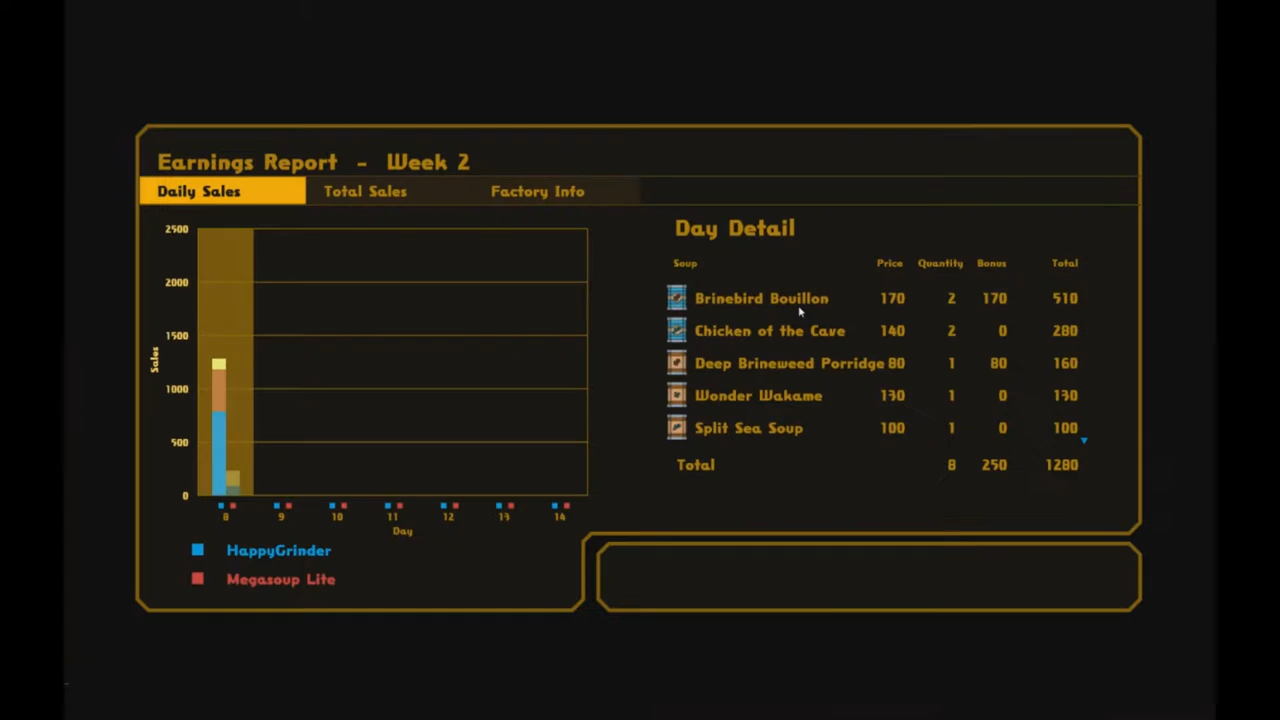 Earnings Report - Week 2
Daily Sales Total Sales Factory Info
2500
2000
1500
1000
500
0
Sales
8 9 10 11 12 13 14
Day
HappyGrinder
Megasoup Lite
Day Detail
Soup Price Quantity Bonus Total
Brinebird Bouillon 170 2 170 510
Chicken of the Cave 140 2 0 280
Deep Brineweed Porridge 80 1 80 160
Wonder Wakame 130 1 0 130
Split Sea Soup 100 1 0 100
Total 8 250 1280